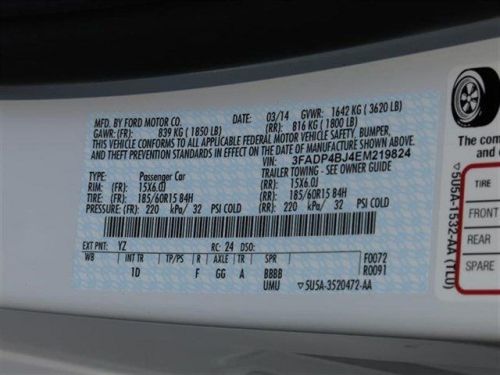 MFD. BY FORD MOTOR CO. DATE: 03/14 GVWR: 1642 KG ( 3620 LB)
GAWR: (FR): 839 KG ( 1850 LB) (RR): 816 KG ( 1800 LB)
THIS VEHICLE CONFORMS TO ALL APPLICABLE FEDERAL MOTOR VEHICLE SAFETY, BUMPER,
AND THEFT PREVENTION STANDARDS IN EFFECT ON THE DATE OF MANUFACTURE SHOWN ABOVE.
VIN: 3FADP4BJ4EM219824
TYPE: Passenger Car TRAILER TOWING - SEE OWNER GUIDE
RIM: (FR): 15X6.0J (RR): 15X6.0J
TIRE: (FR): 185/60R15 84H (RR): 185/60R15 84H
PRESSURE: (FR): 220 kPa/ 32 PSI COLD (RR): 220 kPa/ 32 PSI COLD
EXT PNT: YZ RC: 24 DSO:
WB INT TR TP/PS R AXLE TR SPR F0072
1D F GG A BBBB R0091
UMU ▽5U5A-3520472-AA
▽5U5A-1532-AA (TLU)
The com
and
TIRE
FRONT
REAR
SPARE